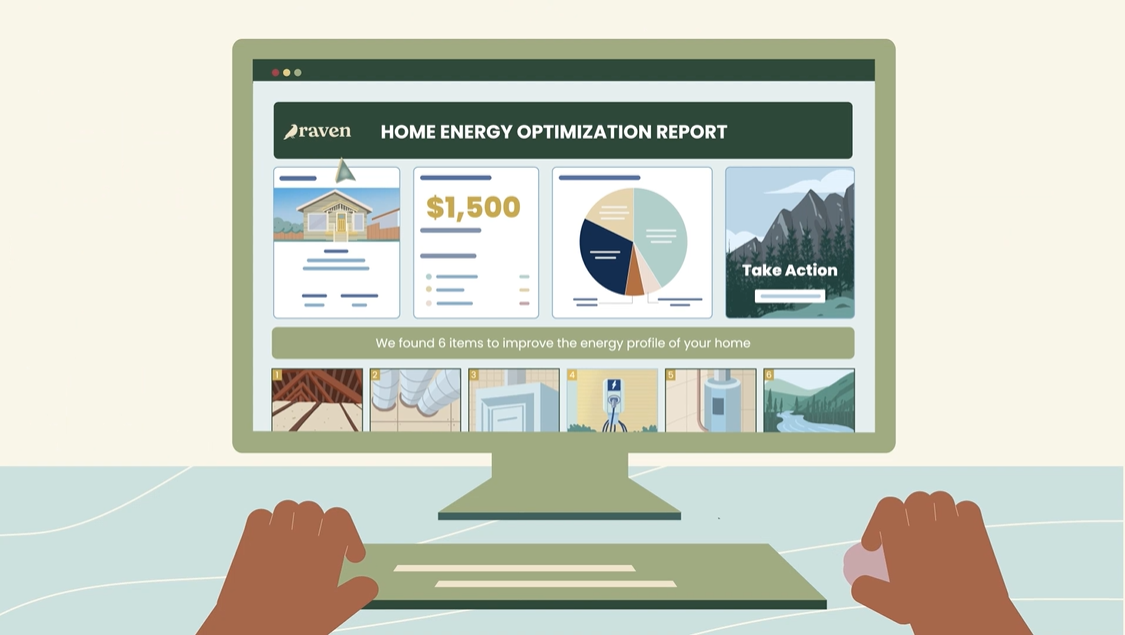 raven
HOME ENERGY OPTIMIZATION REPORT
$1,500
Take Action
We found 6 items to improve the energy profile of your home
1
2
3
4
5
6